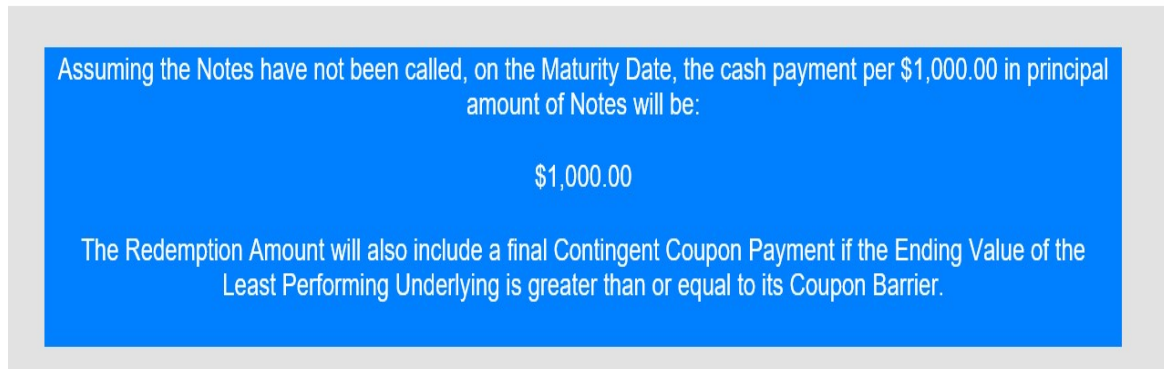 Assuming the Notes have not been called, on the Maturity Date, the cash payment per $1,000.00 in principal
amount of Notes will be:
$1,000.00
The Redemption Amount will also include a final Contingent Coupon Payment if the Ending Value of the
Least Performing Underlying is greater than or equal to its Coupon Barrier.